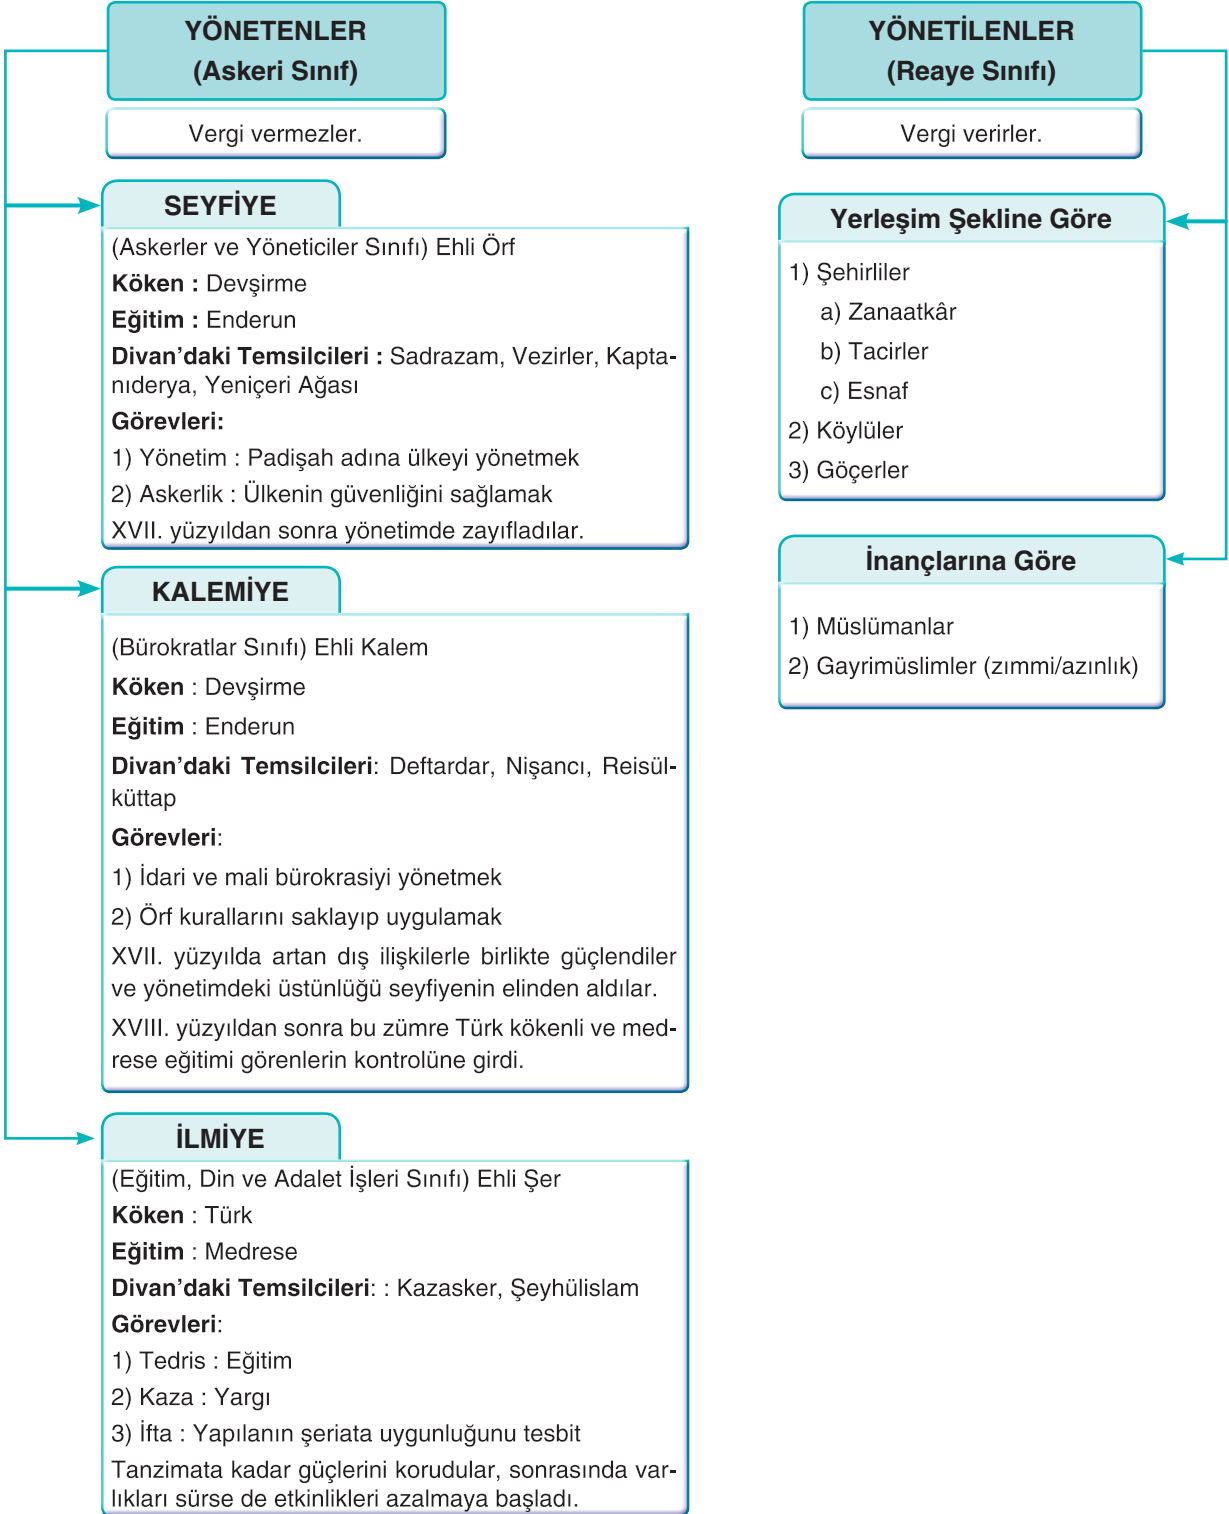 YÖNETENLER
(Askeri Sınıf)
Vergi vermezler.
SEYFİYE
(Askerler ve Yöneticiler Sınıfı) Ehli Örf
Köken : Devşirme
Eğitim : Enderun
Divan’daki Temsilcileri : Sadrazam, Vezirler, Kapta-
nıderya, Yeniçeri Ağası
Görevleri:
1) Yönetim : Padişah adına ülkeyi yönetmek
2) Askerlik : Ülkenin güvenliğini sağlamak
XVII. yüzyıldan sonra yönetimde zayıfladılar.
KALEMİYE
(Bürokratlar Sınıfı) Ehli Kalem
Köken : Devşirme
Eğitim : Enderun
Divan’daki Temsilcileri: Deftardar, Nişancı, Reisül-
küttap
Görevleri:
1) İdari ve mali bürokrasiyi yönetmek
2) Örf kurallarını saklayıp uygulamak
XVII. yüzyılda artan dış ilişkilerle birlikte güçlendiler
ve yönetimdeki üstünlüğü seyfiyenin elinden aldılar.
XVIII. yüzyıldan sonra bu zümre Türk kökenli ve med-
rese eğitimi görenlerin kontrolüne girdi.
İLMİYE
(Eğitim, Din ve Adalet İşleri Sınıfı) Ehli Şer
Köken : Türk
Eğitim : Medrese
Divan’daki Temsilcileri: : Kazasker, Şeyhülislam
Görevleri:
1) Tedris : Eğitim
2) Kaza : Yargı
3) İfta : Yapılanın şeriata uygunluğunu tesbit
Tanzimata kadar güçlerini korudular, sonrasında var-
lıkları sürse de etkinlikleri azalmaya başladı.
YÖNETİLENLER
(Reaye Sınıfı)
Vergi verirler.
Yerleşim Şekline Göre
1) Şehirliler
a) Zanaatkâr
b) Tacirler
c) Esnaf
2) Köylüler
3) Göçerler
İnançlarına Göre
1) Müslümanlar
2) Gayrimüslimler (zımmi/azınlık)